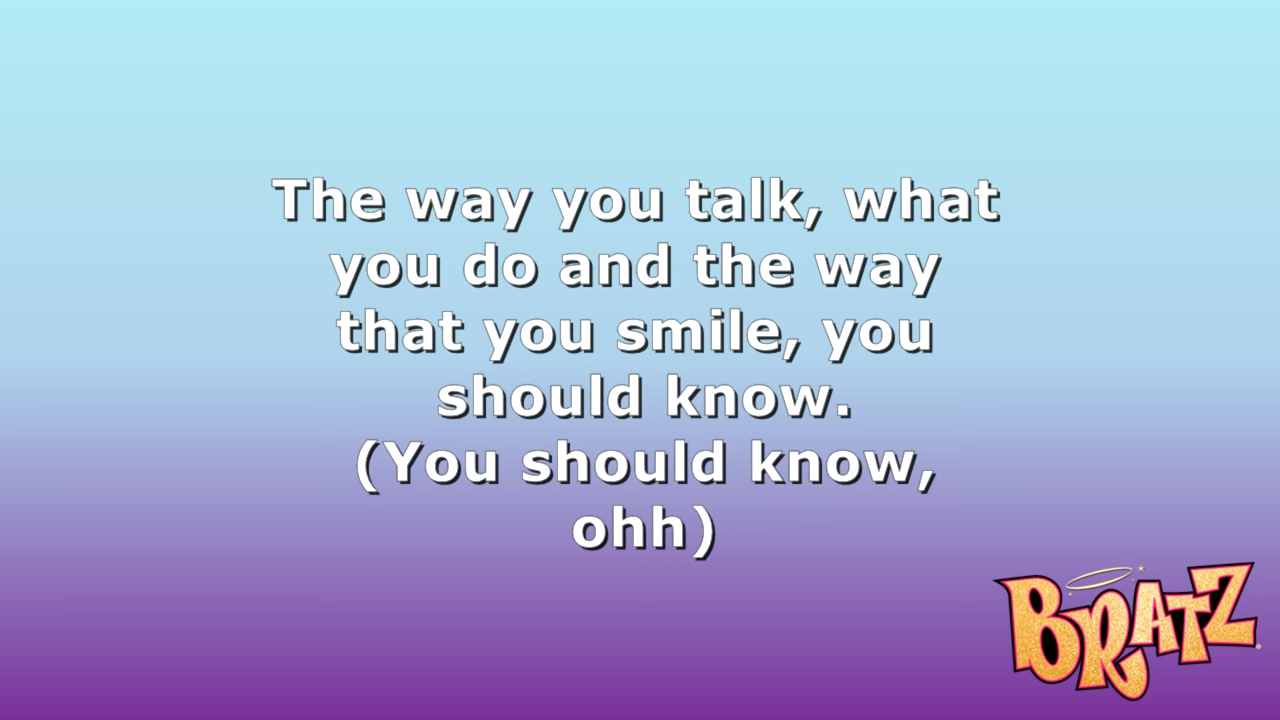 The way you talk, what
you do and the way
that you smile, you
should know.
(You should know,
ohh)
BRATZ